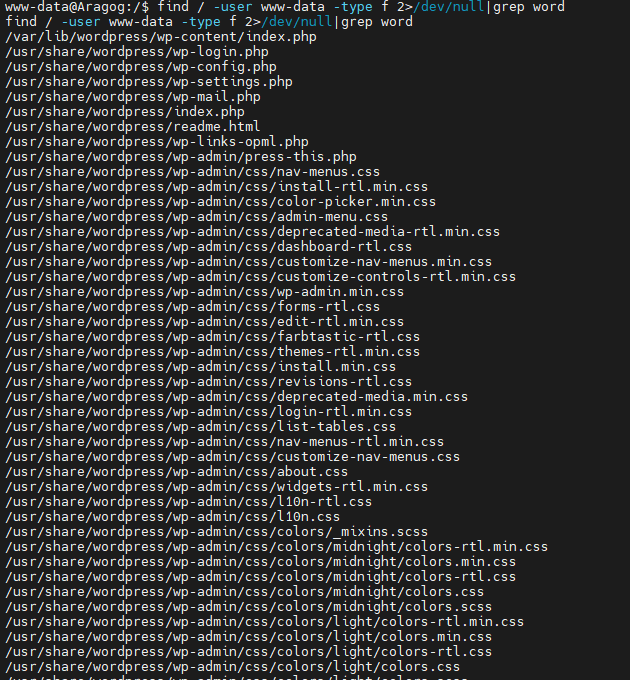 www-data@Aragog:/$ find / -user www-data -type f 2>/dev/null|grep word
find / -user www-data -type f 2>/dev/null|grep word
/var/lib/wordpress/wp-content/index.php
/usr/share/wordpress/wp-login.php
/usr/share/wordpress/wp-config.php
/usr/share/wordpress/wp-settings.php
/usr/share/wordpress/wp-mail.php
/usr/share/wordpress/index.php
/usr/share/wordpress/readme.html
/usr/share/wordpress/wp-links-opml.php
/usr/share/wordpress/wp-admin/press-this.php
/usr/share/wordpress/wp-admin/css/nav-menus.css
/usr/share/wordpress/wp-admin/css/install-rtl.min.css
/usr/share/wordpress/wp-admin/css/color-picker.min.css
/usr/share/wordpress/wp-admin/css/admin-menu.css
/usr/share/wordpress/wp-admin/css/deprecated-media-rtl.min.css
/usr/share/wordpress/wp-admin/css/dashboard-rtl.css
/usr/share/wordpress/wp-admin/css/customize-nav-menus.min.css
/usr/share/wordpress/wp-admin/css/customize-controls-rtl.min.css
/usr/share/wordpress/wp-admin/css/wp-admin.min.css
/usr/share/wordpress/wp-admin/css/forms-rtl.css
/usr/share/wordpress/wp-admin/css/edit-rtl.min.css
/usr/share/wordpress/wp-admin/css/farbtastic-rtl.css
/usr/share/wordpress/wp-admin/css/themes-rtl.min.css
/usr/share/wordpress/wp-admin/css/install.min.css
/usr/share/wordpress/wp-admin/css/revisions-rtl.css
/usr/share/wordpress/wp-admin/css/deprecated-media.min.css
/usr/share/wordpress/wp-admin/css/login-rtl.min.css
/usr/share/wordpress/wp-admin/css/list-tables.css
/usr/share/wordpress/wp-admin/css/nav-menus-rtl.min.css
/usr/share/wordpress/wp-admin/css/customize-nav-menus.css
/usr/share/wordpress/wp-admin/css/about.css
/usr/share/wordpress/wp-admin/css/widgets-rtl.min.css
/usr/share/wordpress/wp-admin/css/l10n-rtl.css
/usr/share/wordpress/wp-admin/css/l10n.css
/usr/share/wordpress/wp-admin/css/colors/_mixins.scss
/usr/share/wordpress/wp-admin/css/colors/midnight/colors-rtl.min.css
/usr/share/wordpress/wp-admin/css/colors/midnight/colors.min.css
/usr/share/wordpress/wp-admin/css/colors/midnight/colors-rtl.css
/usr/share/wordpress/wp-admin/css/colors/midnight/colors.css
/usr/share/wordpress/wp-admin/css/colors/midnight/colors.scss
/usr/share/wordpress/wp-admin/css/colors/light/colors-rtl.min.css
/usr/share/wordpress/wp-admin/css/colors/light/colors.min.css
/usr/share/wordpress/wp-admin/css/colors/light/colors-rtl.css
/usr/share/wordpress/wp-admin/css/colors/light/colors.css